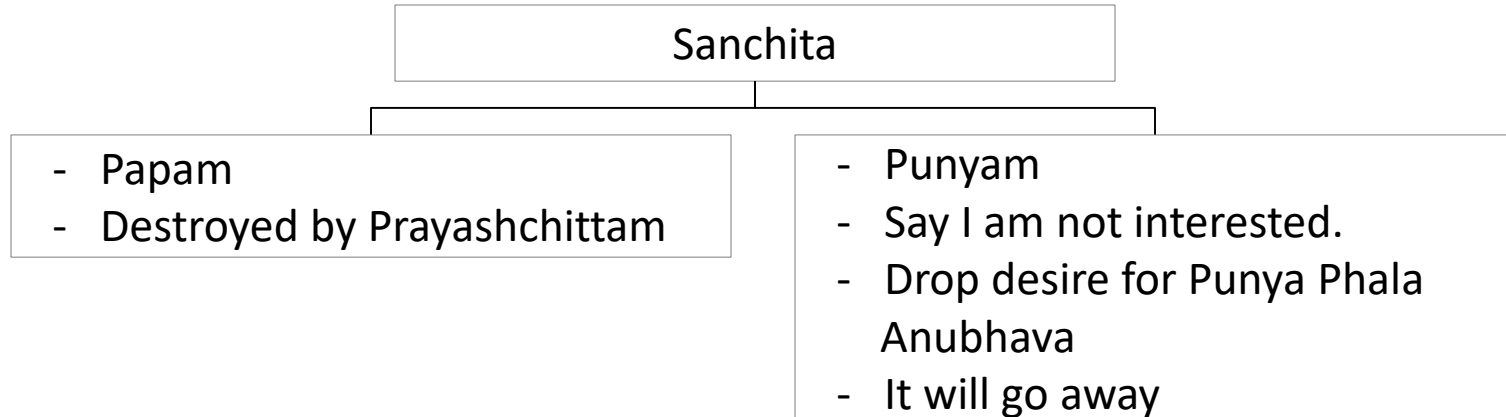 Sanchita
- Papam
- Destroyed by Prayashchittam
- Punyam
- Say I am not interested.
- Drop desire for Punya Phala
Anubhava
- It will go away